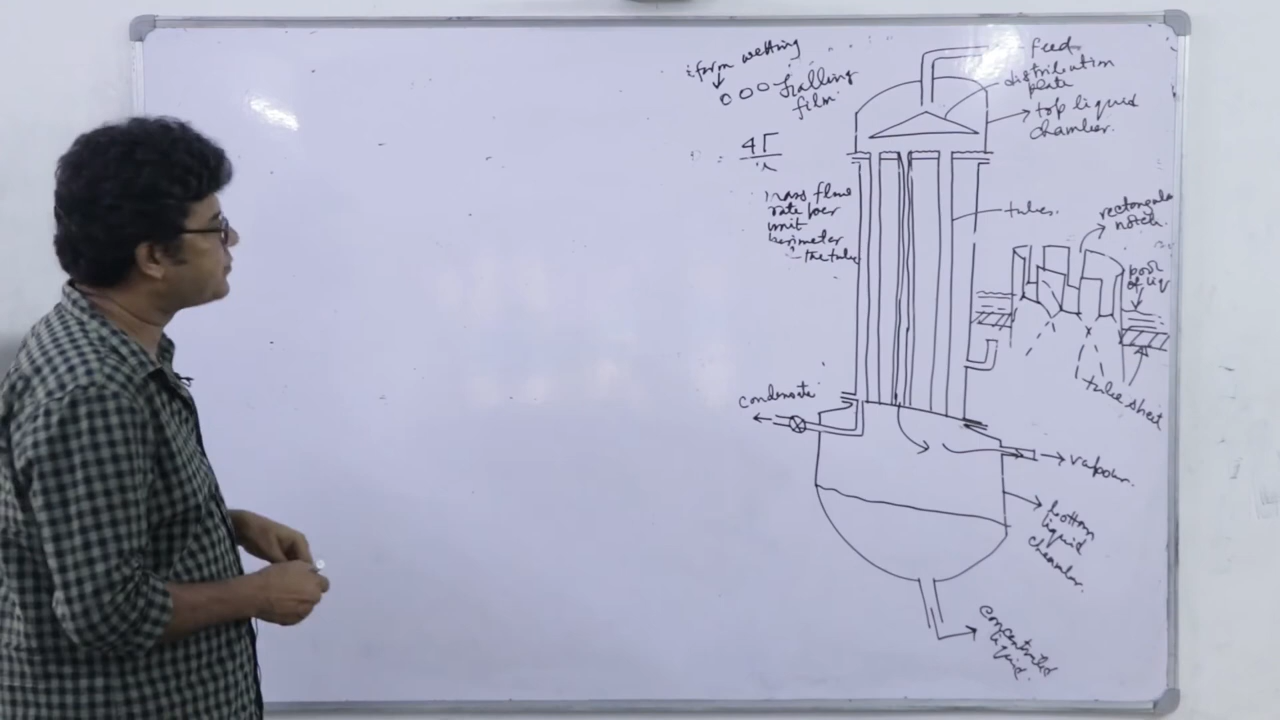 iform wetting
falling
film
4Γ
mass flow
rate per
unit
perimeter
the tube
feed
distribution
plate
top liquid
chamber.
tubes.
rectangular
notch.
pool
of liq
tube sheet
condensate
vapour.
bottom
liquid
chamber.
concentrated
liquid.